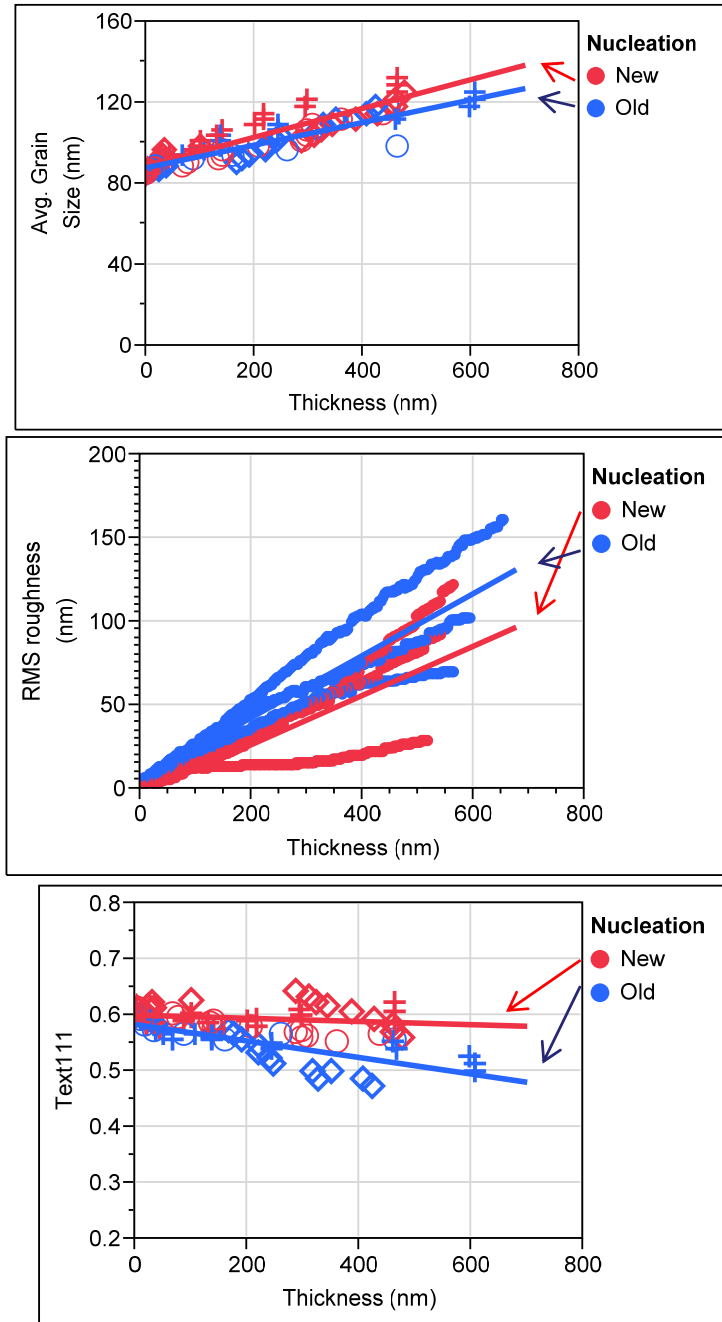 160
120
80
40
0
Avg. Grain
Size (nm)
0 200 400 600 800
Thickness (nm)
Nucleation
New
Old
200
150
100
50
0
RMS roughness
(nm)
0 200 400 600 800
Thickness (nm)
Nucleation
New
Old
0.8
0.7
0.6
0.5
0.4
0.3
0.2
Text111
0 200 400 600 800
Thickness (nm)
Nucleation
New
Old